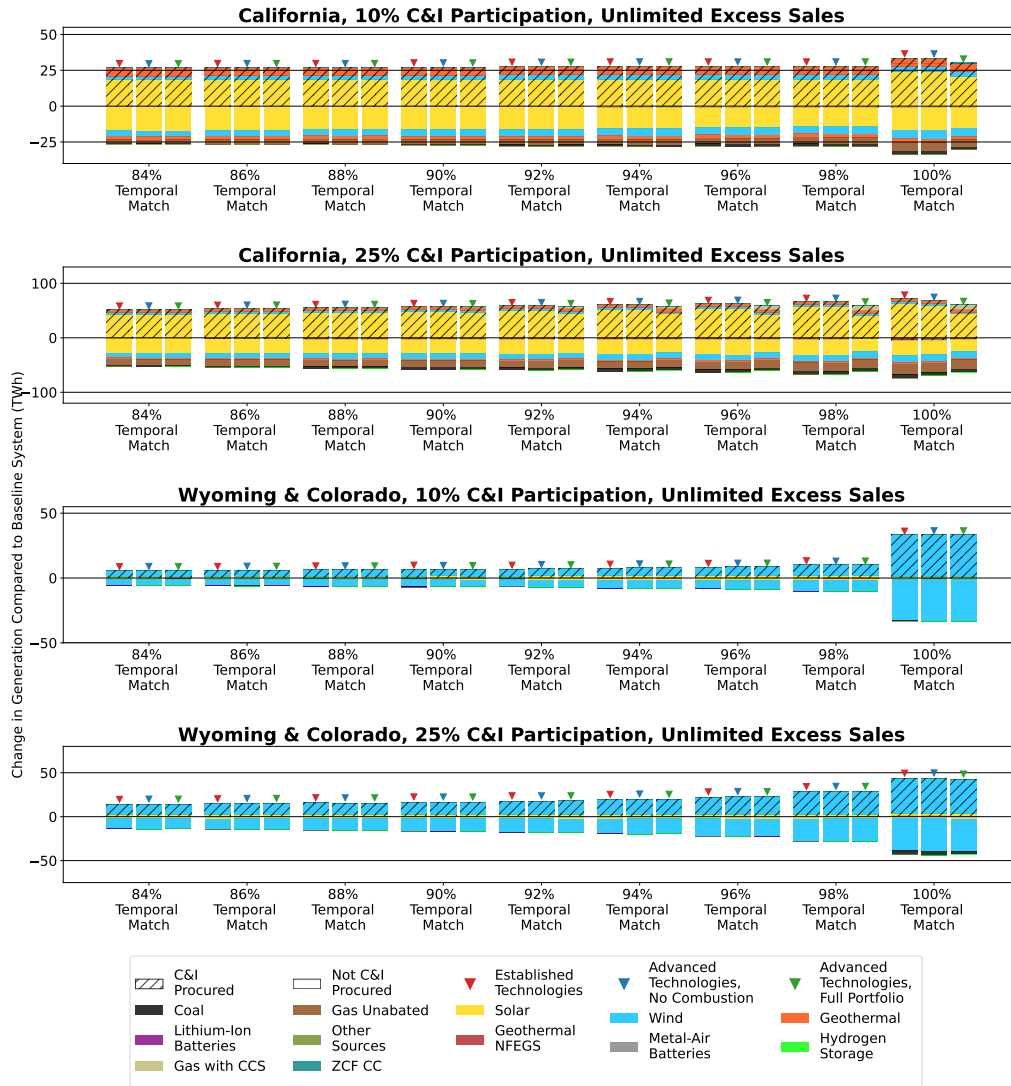 California, 10% C&I Participation, Unlimited Excess Sales
50
25
0
−25
84% Temporal Match
86% Temporal Match
88% Temporal Match
90% Temporal Match
92% Temporal Match
94% Temporal Match
96% Temporal Match
98% Temporal Match
100% Temporal Match
California, 25% C&I Participation, Unlimited Excess Sales
100
0
−100
84% Temporal Match
86% Temporal Match
88% Temporal Match
90% Temporal Match
92% Temporal Match
94% Temporal Match
96% Temporal Match
98% Temporal Match
100% Temporal Match
Change in Generation Compared to Baseline System (TWh)
Wyoming & Colorado, 10% C&I Participation, Unlimited Excess Sales
50
0
−50
84% Temporal Match
86% Temporal Match
88% Temporal Match
90% Temporal Match
92% Temporal Match
94% Temporal Match
96% Temporal Match
98% Temporal Match
100% Temporal Match
Wyoming & Colorado, 25% C&I Participation, Unlimited Excess Sales
50
0
−50
84% Temporal Match
86% Temporal Match
88% Temporal Match
90% Temporal Match
92% Temporal Match
94% Temporal Match
96% Temporal Match
98% Temporal Match
100% Temporal Match
C&I Procured
Coal
Lithium-Ion Batteries
Gas with CCS
Not C&I Procured
Gas Unabated
Other Sources
ZCF CC
Established Technologies
Solar
Geothermal NFEGS
Advanced Technologies, No Combustion
Wind
Metal-Air Batteries
Advanced Technologies, Full Portfolio
Geothermal
Hydrogen Storage